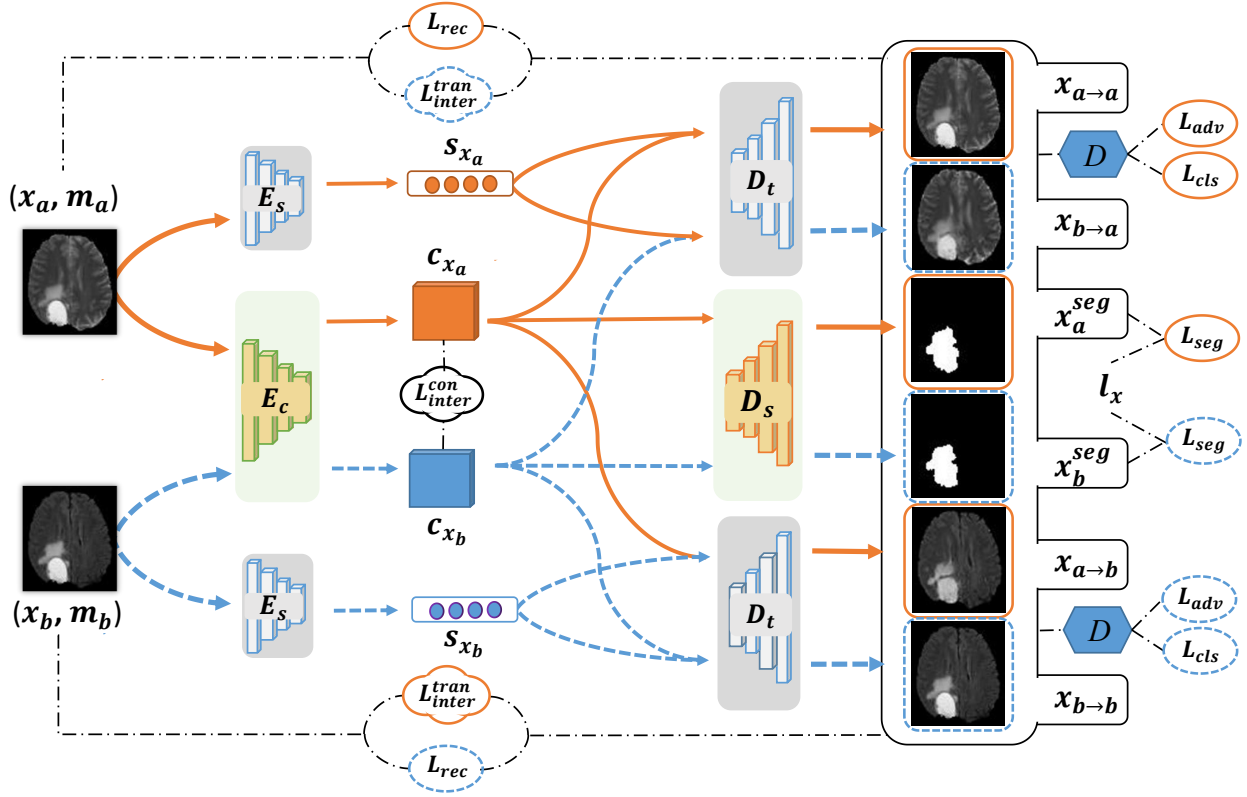 L_rec
L_inter^tran
s_{x_a}
x_{a→a}
L_adv
D
L_cls
E_s
D_t
(x_a, m_a)
x_{b→a}
c_{x_a}
x_a^seg
L_seg
E_c
L_inter^con
D_s
l_x
L_seg
x_b^seg
c_{x_b}
x_{a→b}
E_s
D_t
L_adv
D
L_cls
(x_b, m_b)
s_{x_b}
L_inter^tran
x_{b→b}
L_rec